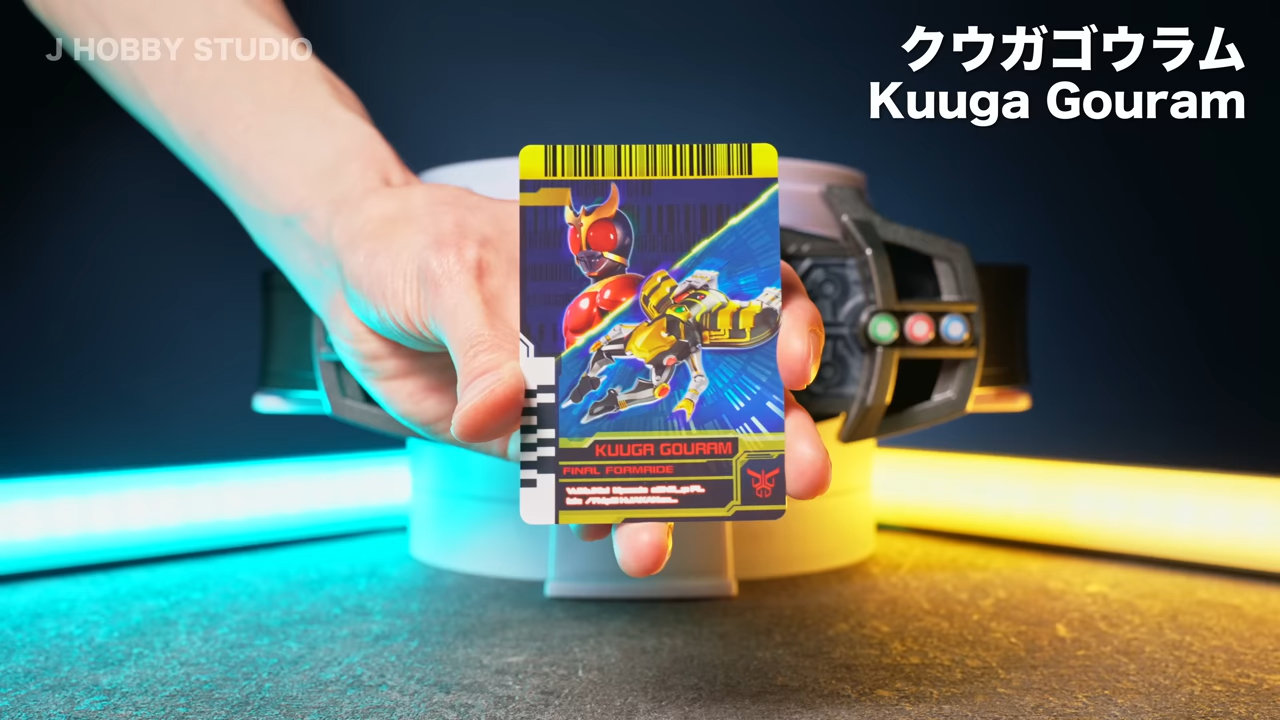 J HOBBY STUDIO
クウガゴウラム
Kuuga Gouram
KUUGA GOURAM
FINAL FORMRIDE